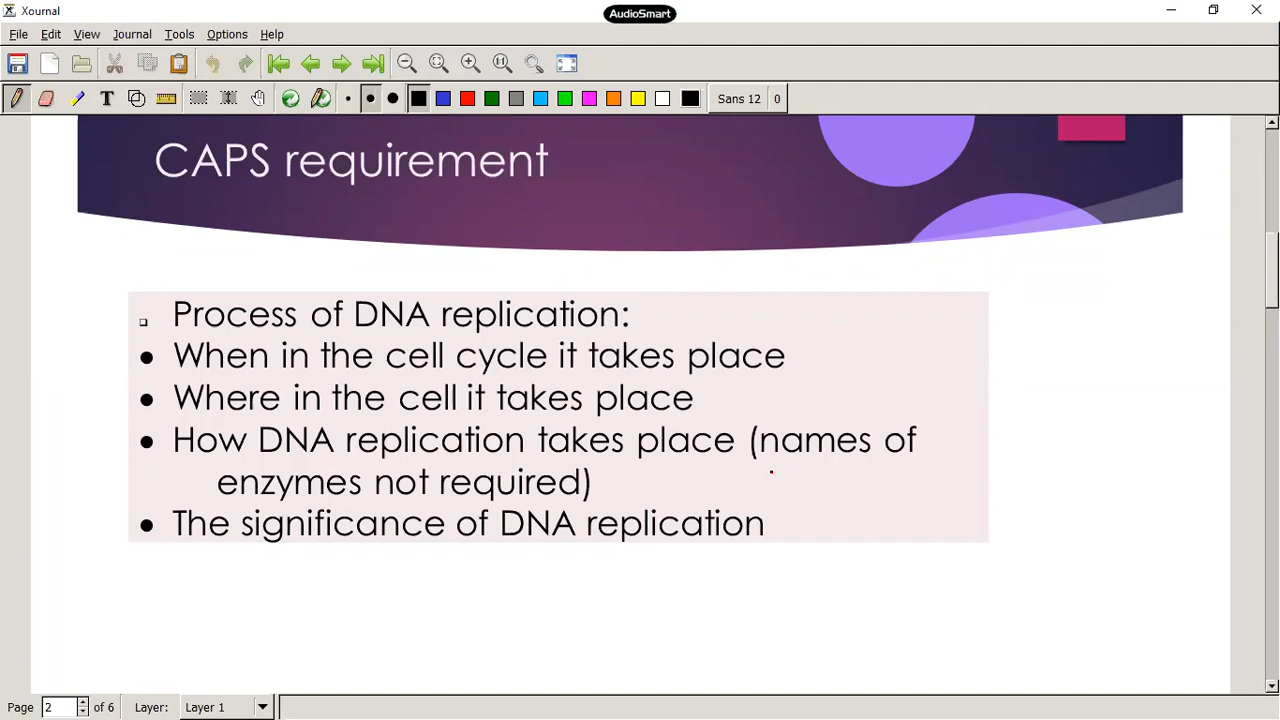 Xournal
AudioSmart
File Edit View Journal Tools Options Help
Sans 12 0
CAPS requirement
Process of DNA replication:
When in the cell cycle it takes place
Where in the cell it takes place
How DNA replication takes place (names of
enzymes not required)
The significance of DNA replication
Page 2 of 6 Layer: Layer 1